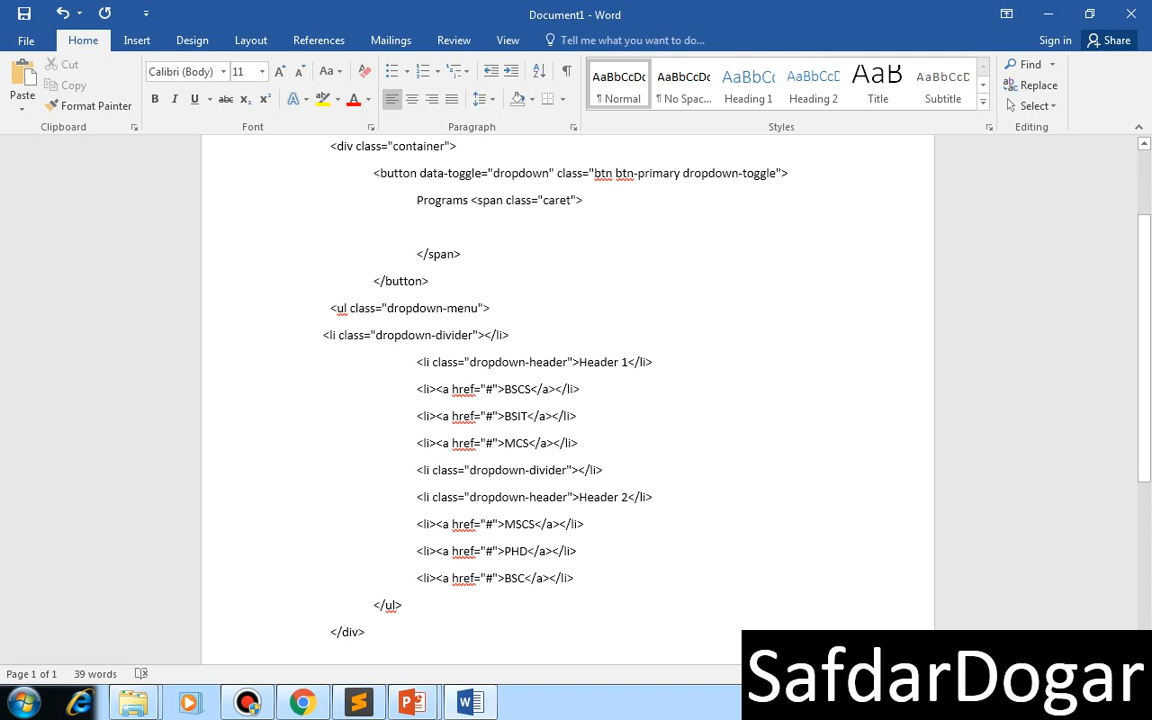 Document1 - Word
File Home Insert Design Layout References Mailings Review View Tell me what you want to do... Sign in Share
Paste
Cut
Copy
Format Painter
Clipboard
Calibri (Body) 11
Font
Paragraph
AaBbCcDc AaBbCcDc AaBbCc AaBbCcC AaB AaBbCcD
¶ Normal ¶ No Spac... Heading 1 Heading 2 Title Subtitle
Styles
Find
Replace
Select
Editing
<div class="container">
<button data-toggle="dropdown" class="btn btn-primary dropdown-toggle">
Programs <span class="caret">
</span>
</button>
<ul class="dropdown-menu">
<li class="dropdown-divider"></li>
<li class="dropdown-header">Header 1</li>
<li><a href="#">BSCS</a></li>
<li><a href="#">BSIT</a></li>
<li><a href="#">MCS</a></li>
<li class="dropdown-divider"></li>
<li class="dropdown-header">Header 2</li>
<li><a href="#">MSCS</a></li>
<li><a href="#">PHD</a></li>
<li><a href="#">BSC</a></li>
</ul>
</div>
Page 1 of 1 39 words
SafdarDogar